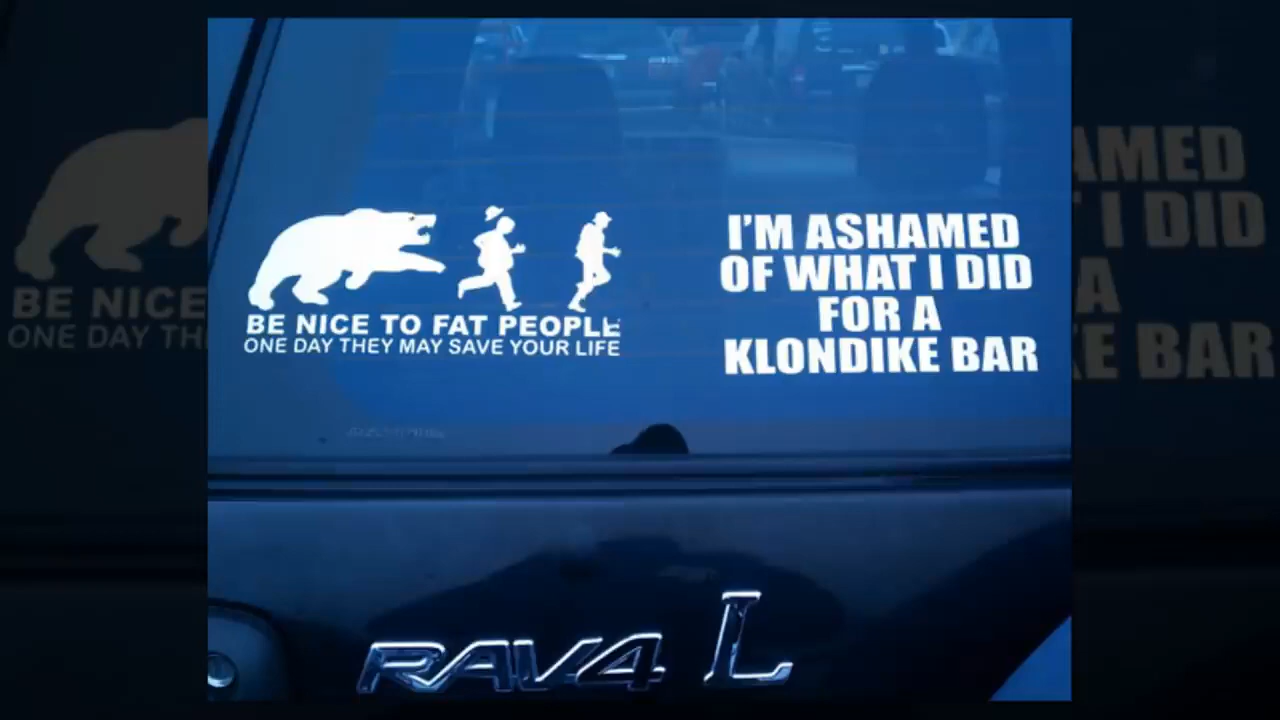 BE NICE TO FAT PEOPLE
ONE DAY THEY MAY SAVE YOUR LIFE
I'M ASHAMED
OF WHAT I DID
FOR A
KLONDIKE BAR
RAV4 L